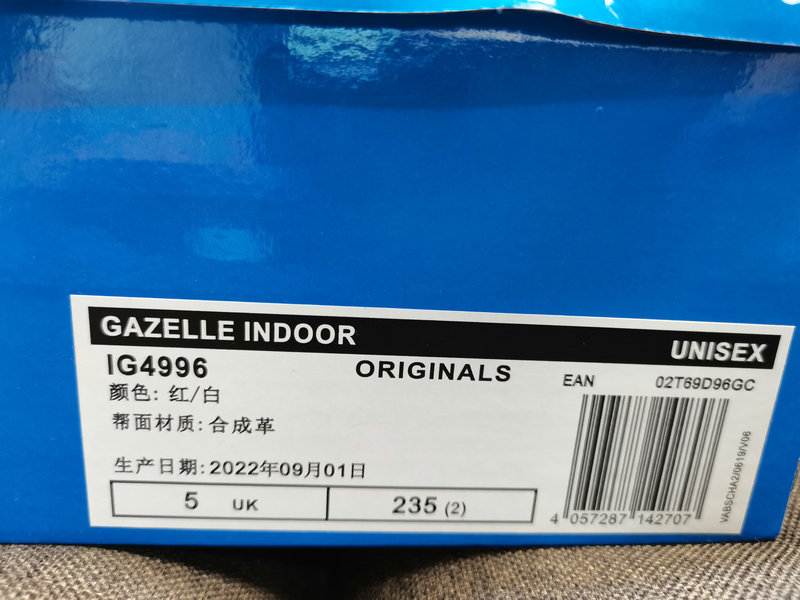 GAZELLE INDOOR
UNISEX
IG4996
ORIGINALS
颜色: 红/白
帮面材质: 合成革
生产日期: 2022年09月01日
5 UK
235 (2)
EAN 02T69D96GC
4 057287 142707
VABSCHA2/0619/V06